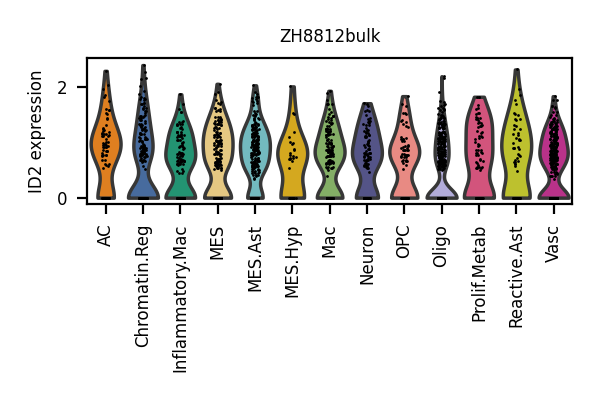 ZH8812bulk
ID2 expression
2
0
AC
Chromatin.Reg
Inflammatory.Mac
MES
MES.Ast
MES.Hyp
Mac
Neuron
OPC
Oligo
Prolif.Metab
Reactive.Ast
Vasc